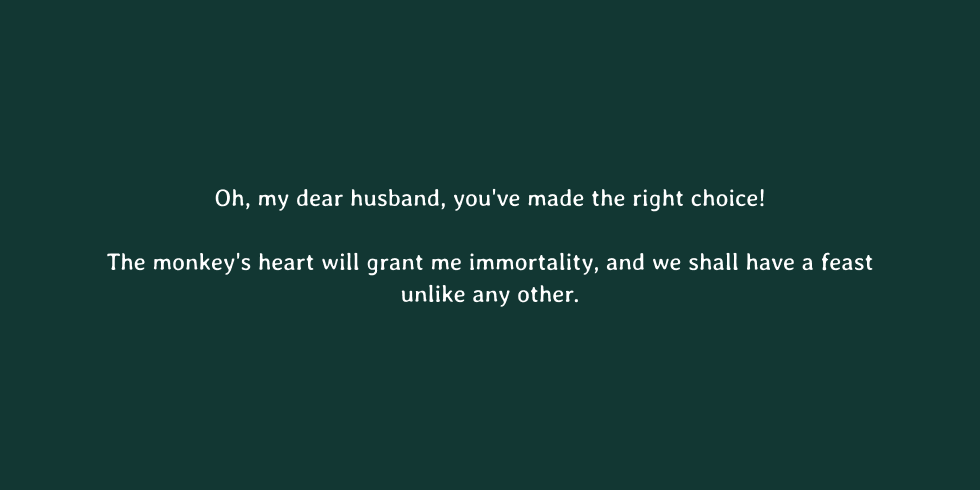 Oh, my dear husband, you've made the right choice!
The monkey's heart will grant me immortality, and we shall have a feast
unlike any other.